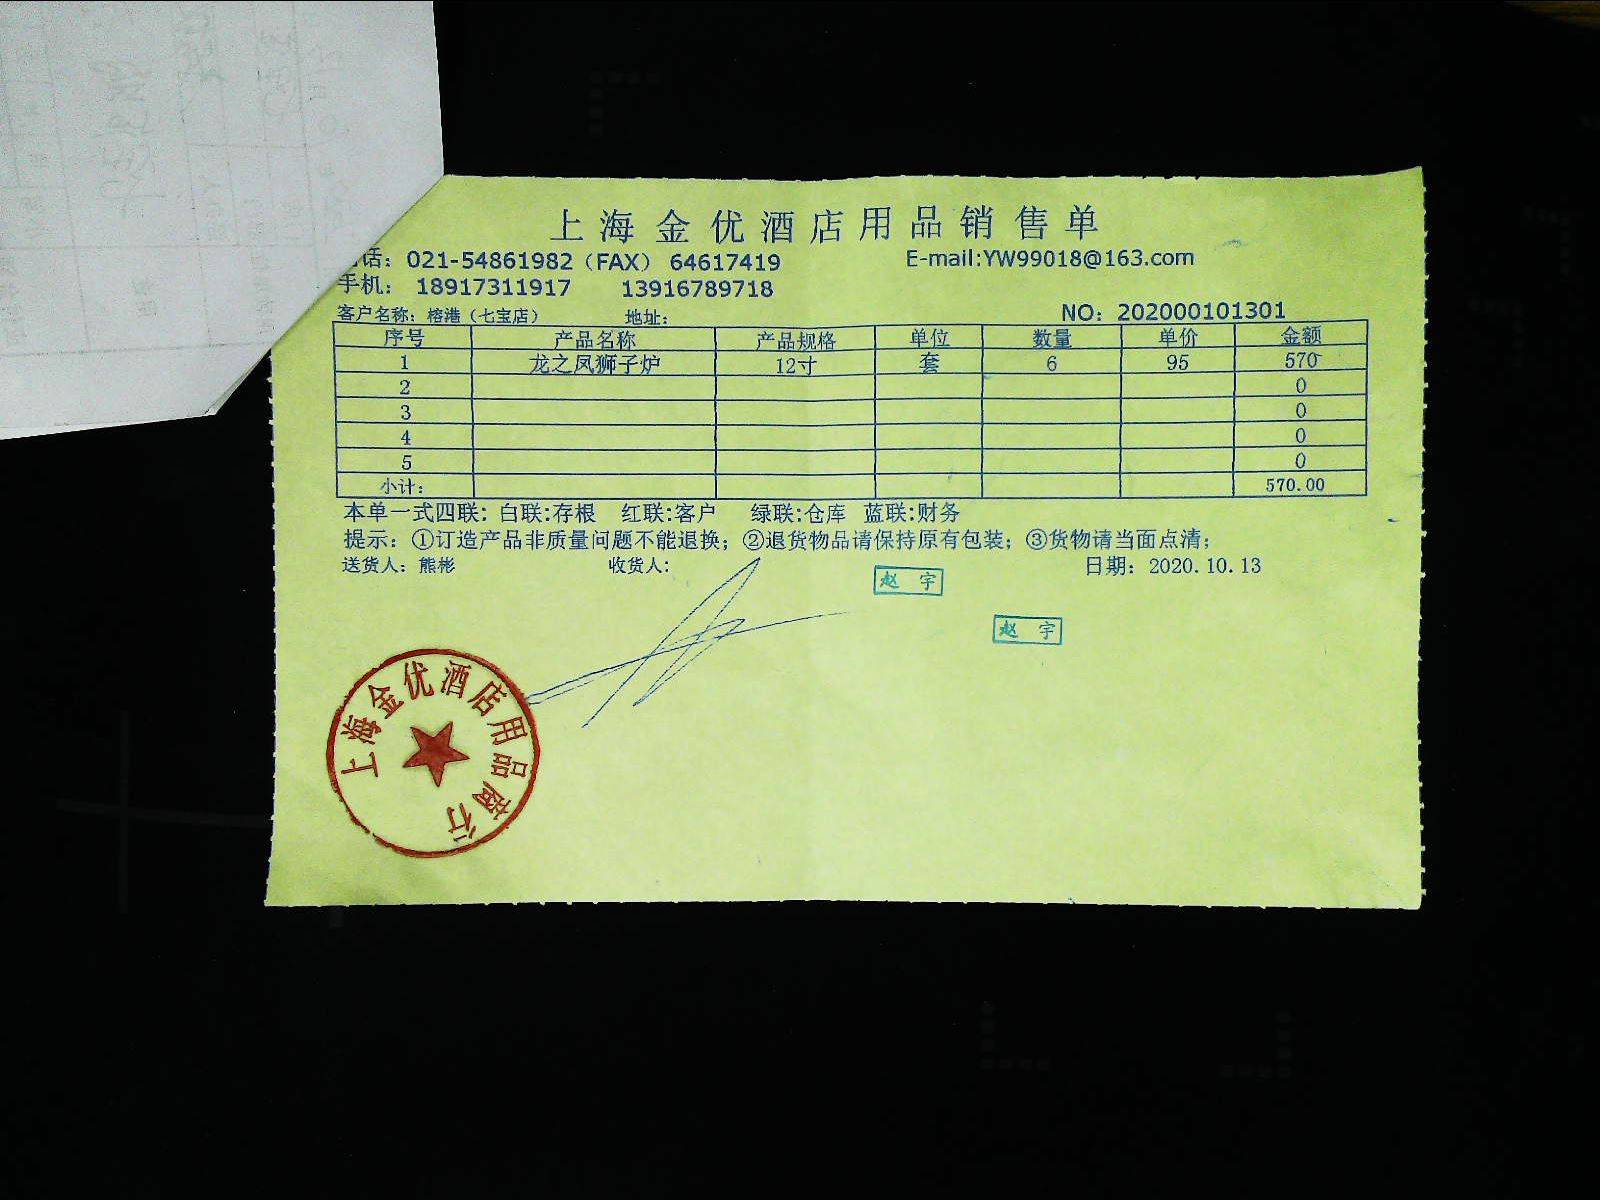 上海金优酒店用品销售单
话：021-54861982（FAX） 64617419 E-mail:YW99018@163.com
手机： 18917311917 13916789718
客户名称：榕港（七宝店） 地址： NO：202000101301
序号 产品名称 产品规格 单位 数量 单价 金额
1 龙之凤狮子炉 12寸 套 6 95 570
2 0
3 0
4 0
5 0
小计： 570.00
本单一式四联: 白联:存根 红联:客户 绿联:仓库 蓝联:财务
提示：①订造产品非质量问题不能退换；②退货物品请保持原有包装；③货物请当面点清；
送货人：熊彬 收货人: 日期：2020.10.13
赵宇
赵宇
上海金优酒店用品商行